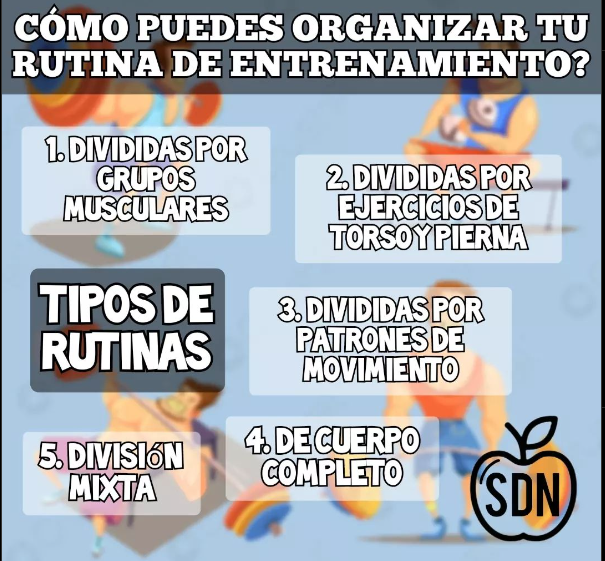 CÓMO PUEDES ORGANIZAR TU
RUTINA DE ENTRENAMIENTO?
1. DIVIDIDAS POR
GRUPOS
MUSCULARES
2. DIVIDIDAS POR
EJERCICIOS DE
TORSO Y PIERNA
TIPOS DE
RUTINAS
3. DIVIDIDAS POR
PATRONES DE
MOVIMIENTO
4. DE CUERPO
COMPLETO
5. DIVISIÓN
MIXTA
SDN